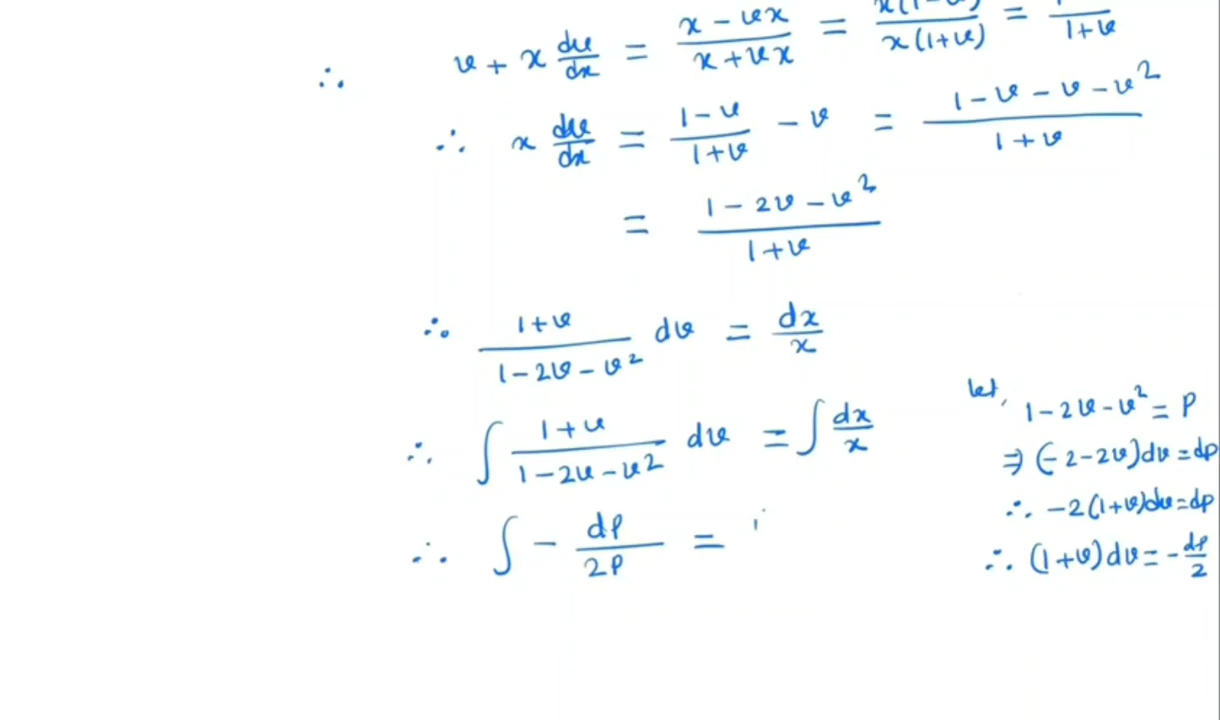 ∴ v + x dv/dx = (x - vx)/(x + vx) = x(1-v)/x(1+v) = /1+v
∴ x dv/dx = (1-v)/(1+v) - v = (1-v-v-v²)/(1+v)
= (1-2v-v²)/(1+v)
∴ (1+v)/(1-2v-v²) dv = dx/x
∴ ∫ (1+v)/(1-2v-v²) dv = ∫ dx/x
∴ ∫ - dp/2p =
let, 1-2v-v² = p
⇒ (-2-2v)dv = dp
∴ -2(1+v)dv = dp
∴ (1+v)dv = - dp/2